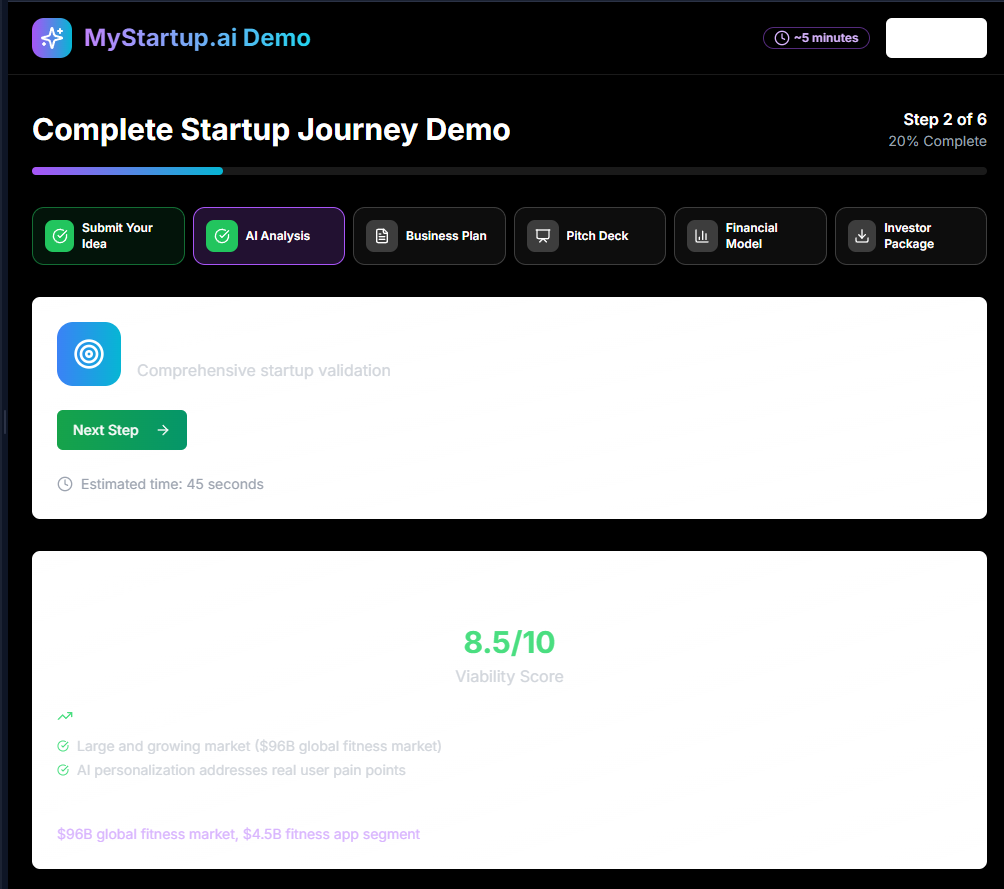 MyStartup.ai Demo
~5 minutes
Complete Startup Journey Demo
Step 2 of 6
20% Complete
Submit Your
Idea
AI Analysis
Business Plan
Pitch Deck
Financial
Model
Investor
Package
Comprehensive startup validation
Next Step
Estimated time: 45 seconds
8.5/10
Viability Score
Large and growing market ($96B global fitness market)
AI personalization addresses real user pain points
$96B global fitness market, $4.5B fitness app segment